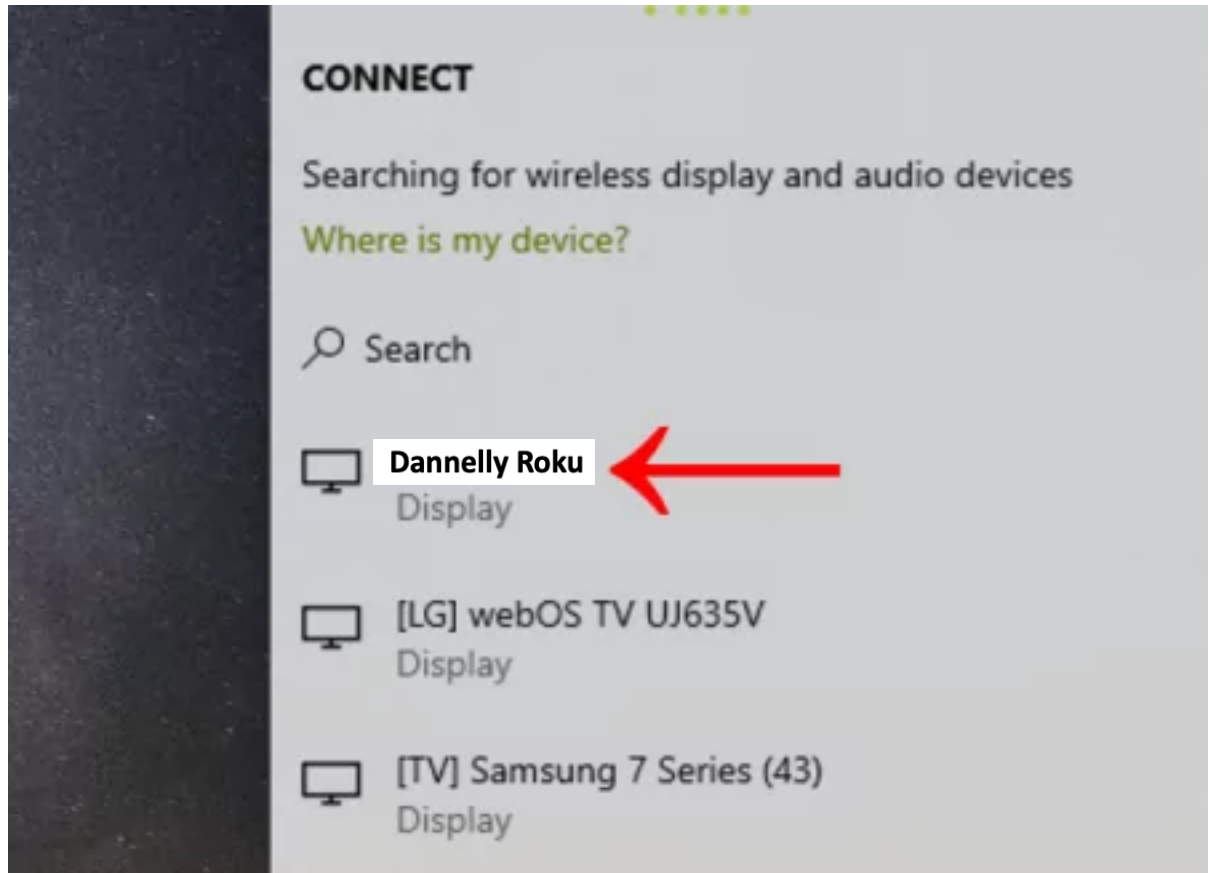 CONNECT
Searching for wireless display and audio devices
Where is my device?
Search
Dannelly Roku
Display
[LG] webOS TV UJ635V
Display
[TV] Samsung 7 Series (43)
Display